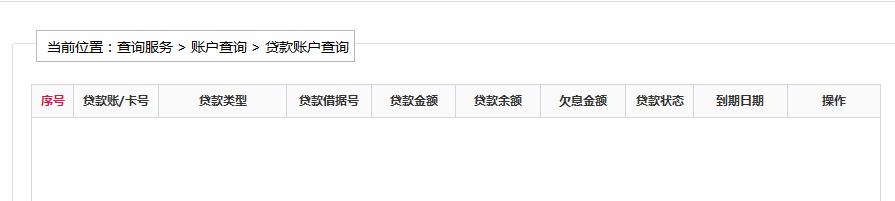 当前位置：查询服务 > 账户查询 > 贷款账户查询
序号 贷款账/卡号 贷款类型 贷款借据号 贷款金额 贷款余额 欠息金额 贷款状态 到期日期 操作